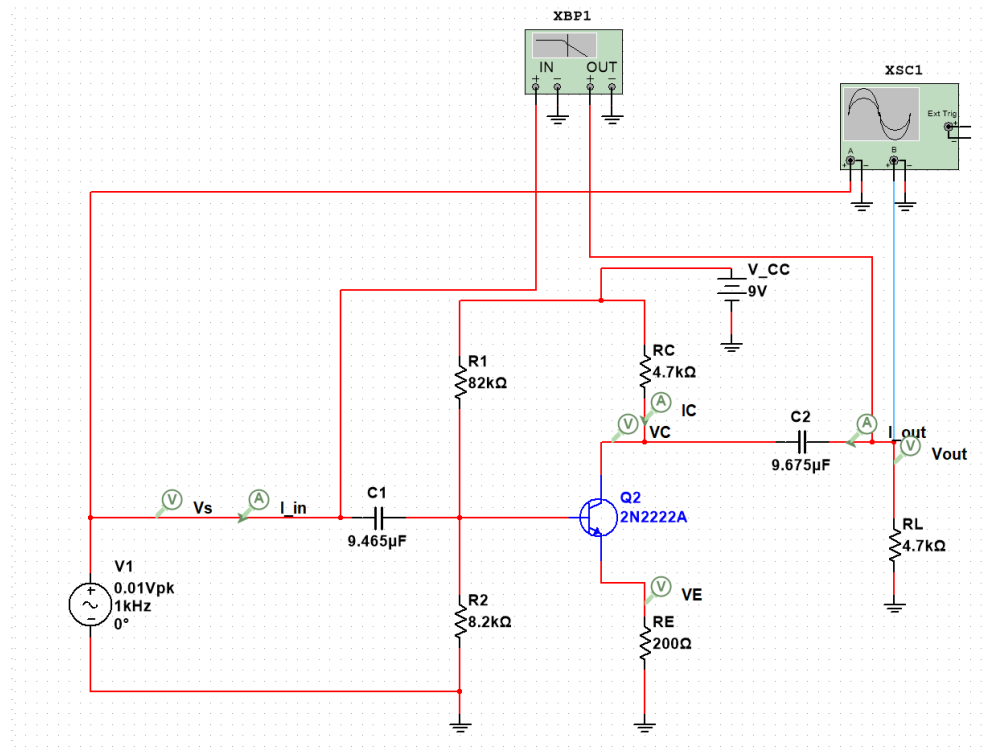 XBP1
IN OUT
+ − + −
XSC1
Ext Trig
+
−
A B
+ − + −
V_CC
9V
R1
82kΩ
RC
4.7kΩ
A
IC
V
VC
C2
9.675µF
A
I_out
V
Vout
V
Vs
A
I_in
C1
9.465µF
Q2
2N2222A
RL
4.7kΩ
V1
0.01Vpk
1kHz
0°
+
−
R2
8.2kΩ
V
VE
RE
200Ω